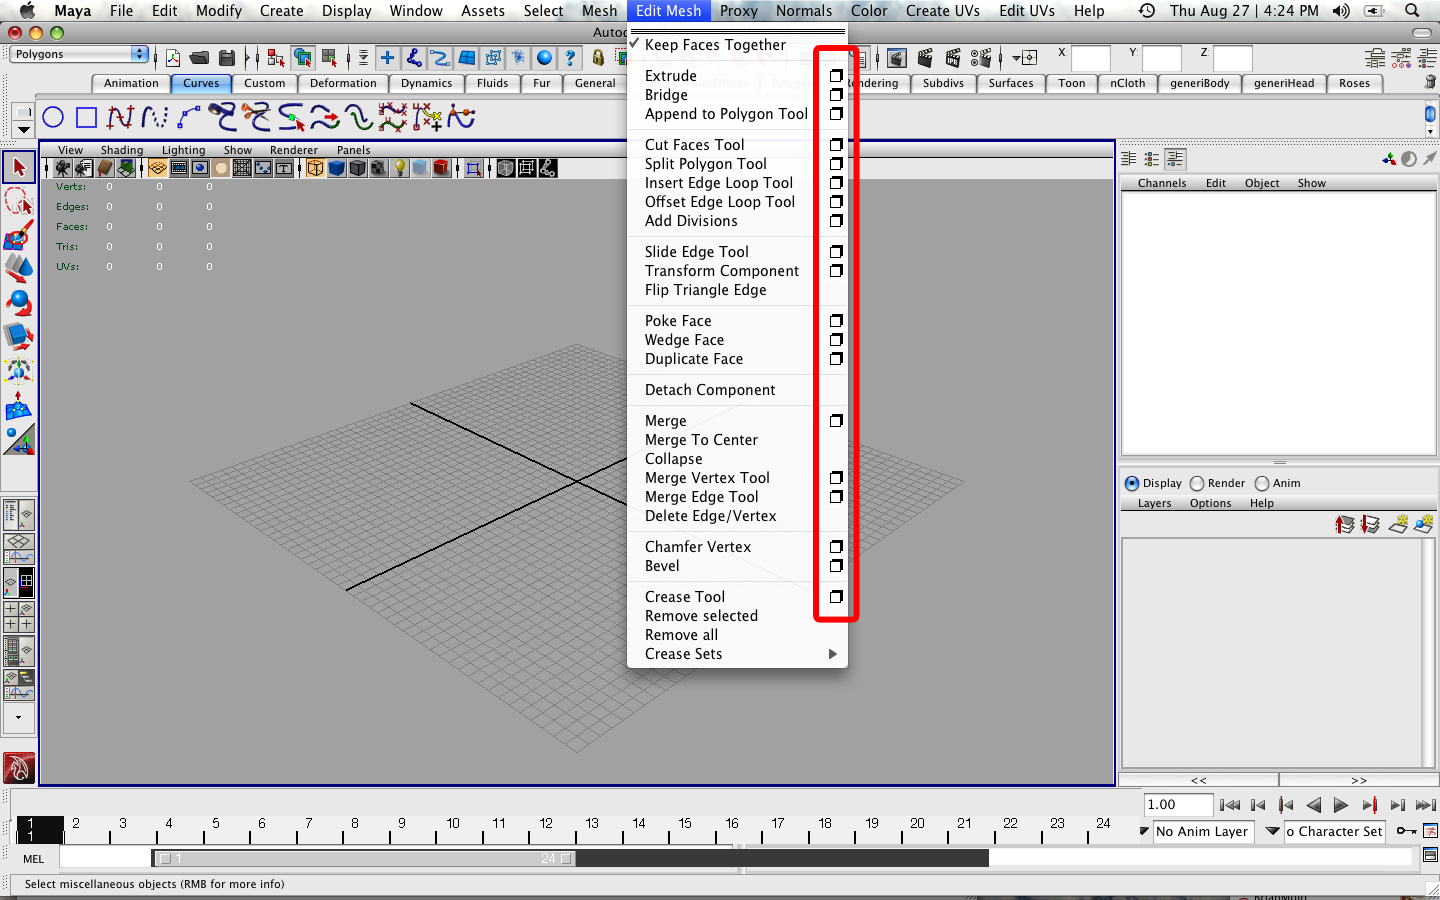 Maya File Edit Modify Create Display Window Assets Select Mesh Edit Mesh Proxy Normals Color Create UVs Edit UVs Help Thu Aug 27 4:24 PM
Polygons
X: Y: Z:
Animation Curves Custom Deformation Dynamics Fluids Fur General
Subdivs Surfaces Toon nCloth generiBody generiHead Roses
View Shading Lighting Show Renderer Panels
Verts: 0 0 0
Edges: 0 0 0
Faces: 0 0 0
Tris: 0 0 0
UVs: 0 0 0
Keep Faces Together
Extrude
Bridge
Append to Polygon Tool
Cut Faces Tool
Split Polygon Tool
Insert Edge Loop Tool
Offset Edge Loop Tool
Add Divisions
Slide Edge Tool
Transform Component
Flip Triangle Edge
Poke Face
Wedge Face
Duplicate Face
Detach Component
Merge
Merge To Center
Collapse
Merge Vertex Tool
Merge Edge Tool
Delete Edge/Vertex
Chamfer Vertex
Bevel
Crease Tool
Remove selected
Remove all
Crease Sets
Channels Edit Object Show
Display Render Anim
Layers Options Help
<< >>
1 2 3 4 5 6 7 8 9 10 11 12 13 14 15 16 17 18 19 20 21 22 23 24
1
1.00
No Anim Layer
o Character Set
MEL
1 24
Select miscellaneous objects (RMB for more info)